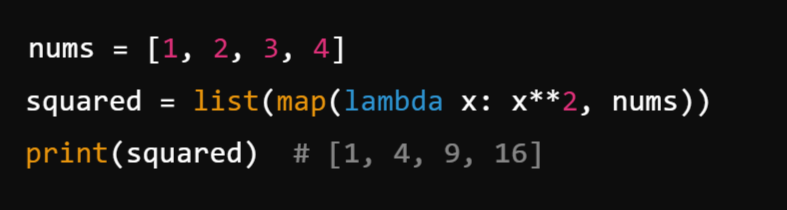 nums = [1, 2, 3, 4]
squared = list(map(lambda x: x**2, nums))
print(squared)  # [1, 4, 9, 16]